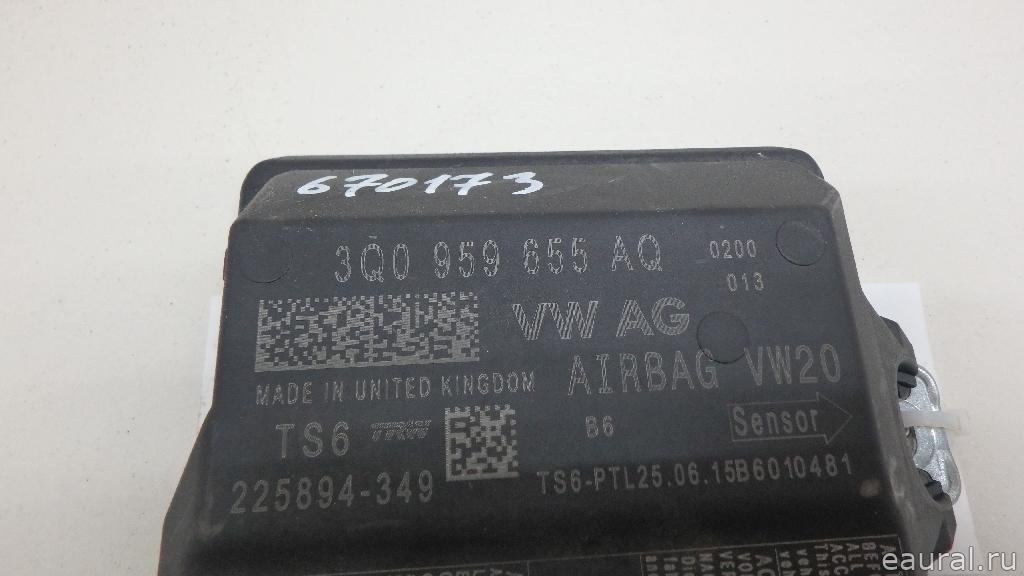 670173
3Q0 959 655 AQ 0200
013
VW AG
AIRBAG VW20
MADE IN UNITED KINGDOM
TS6 TRW B6 Sensor
225894-349 TS6-PTL25.06.15B6010481
eaural.ru